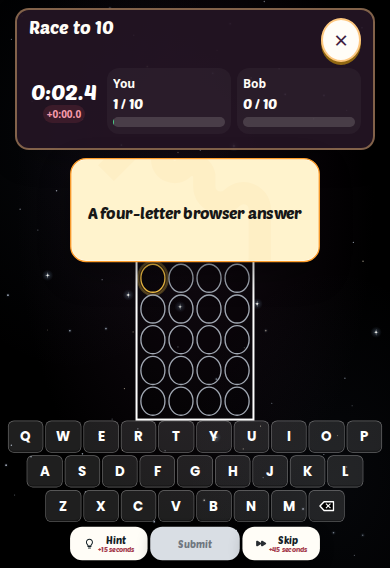 Race to 10
×
0:02.4
+0:00.0
You
1 / 10
Bob
0 / 10
A four-letter browser answer
Q W E R T Y U I O P
A S D F G H J K L
Z X C V B N M
Hint
+15 seconds
Submit
Skip
+45 seconds